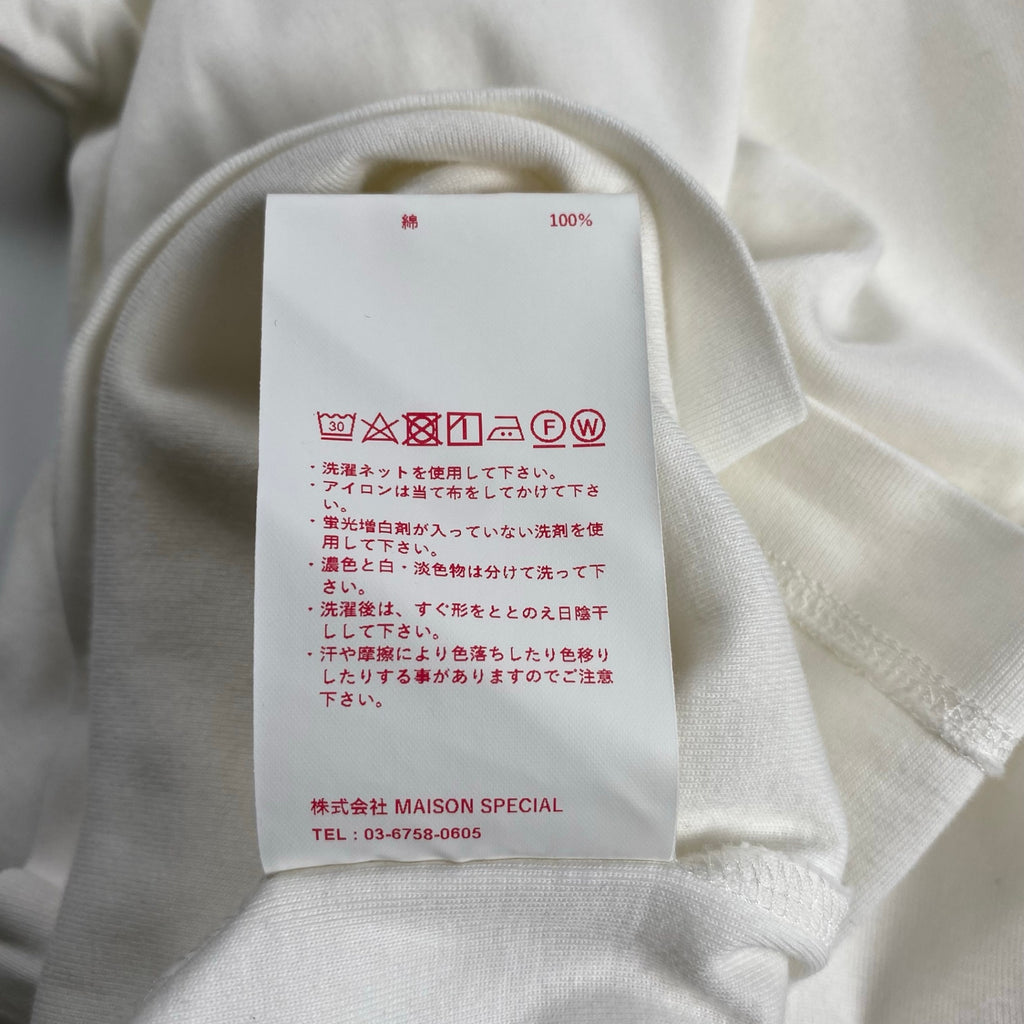 綿 100%
30 F W
・洗濯ネットを使用して下さい。
・アイロンは当て布をしてかけて下さ
い。
・蛍光増白剤が入っていない洗剤を使
用して下さい。
・濃色と白・淡色物は分けて洗って下
さい。
・洗濯後は、すぐ形をととのえ日陰干
しして下さい。
・汗や摩擦により色落ちしたり色移り
したりする事がありますのでご注意
下さい。
株式会社 MAISON SPECIAL
TEL : 03-6758-0605